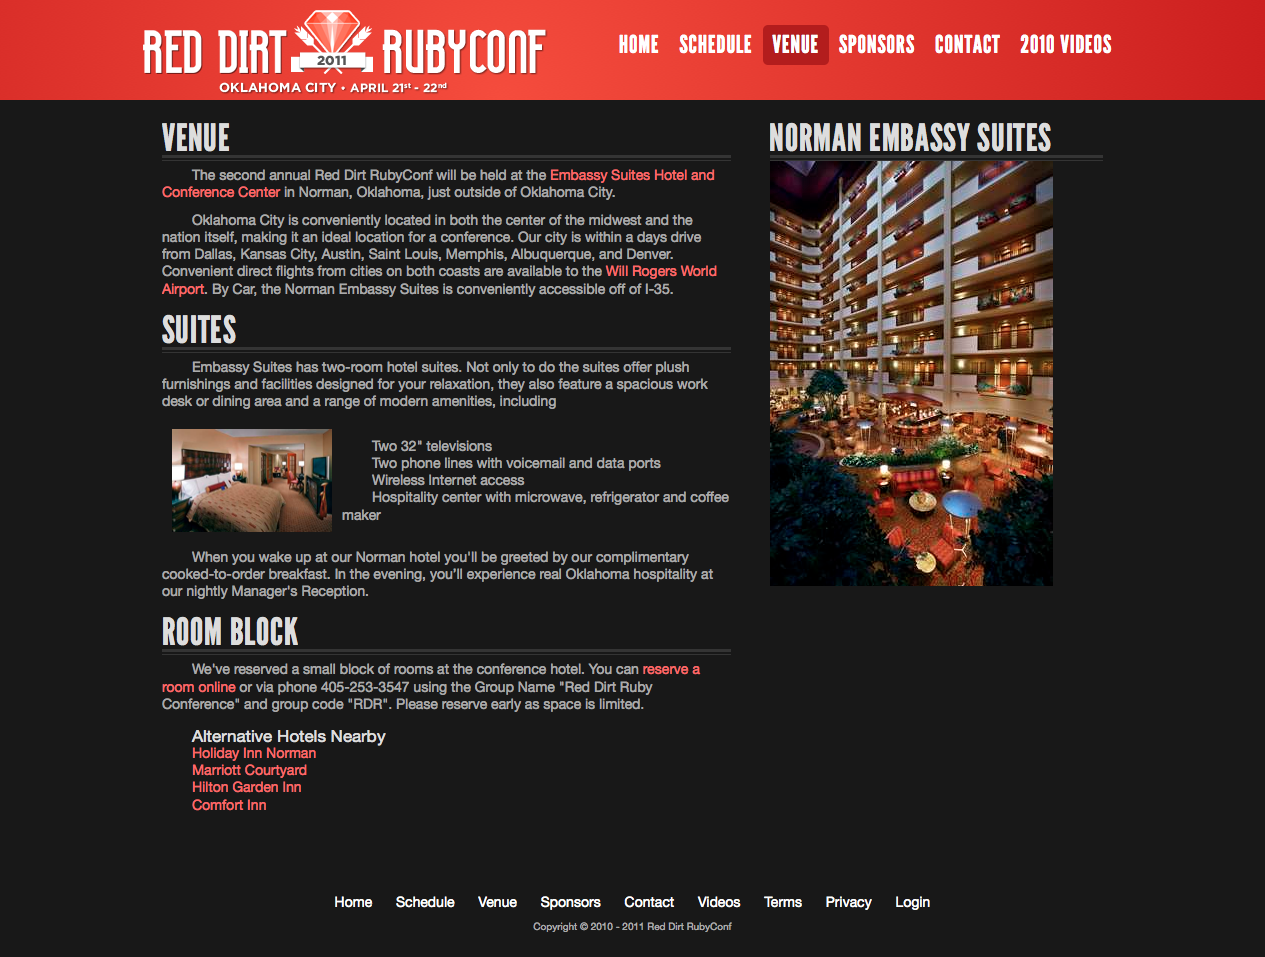 RED DIRT 2011 RUBYCONF
OKLAHOMA CITY • APRIL 21st - 22nd
HOME SCHEDULE VENUE SPONSORS CONTACT 2010 VIDEOS
VENUE
The second annual Red Dirt RubyConf will be held at the Embassy Suites Hotel and
Conference Center in Norman, Oklahoma, just outside of Oklahoma City.
Oklahoma City is conveniently located in both the center of the midwest and the
nation itself, making it an ideal location for a conference. Our city is within a days drive
from Dallas, Kansas City, Austin, Saint Louis, Memphis, Albuquerque, and Denver.
Convenient direct flights from cities on both coasts are available to the Will Rogers World
Airport. By Car, the Norman Embassy Suites is conveniently accessible off of I-35.
SUITES
Embassy Suites has two-room hotel suites. Not only to do the suites offer plush
furnishings and facilities designed for your relaxation, they also feature a spacious work
desk or dining area and a range of modern amenities, including
Two 32" televisions
Two phone lines with voicemail and data ports
Wireless Internet access
Hospitality center with microwave, refrigerator and coffee
maker
When you wake up at our Norman hotel you'll be greeted by our complimentary
cooked-to-order breakfast. In the evening, you’ll experience real Oklahoma hospitality at
our nightly Manager's Reception.
ROOM BLOCK
We've reserved a small block of rooms at the conference hotel. You can reserve a
room online or via phone 405-253-3547 using the Group Name "Red Dirt Ruby
Conference" and group code "RDR". Please reserve early as space is limited.
Alternative Hotels Nearby
Holiday Inn Norman
Marriott Courtyard
Hilton Garden Inn
Comfort Inn
NORMAN EMBASSY SUITES
Home Schedule Venue Sponsors Contact Videos Terms Privacy Login
Copyright © 2010 - 2011 Red Dirt RubyConf